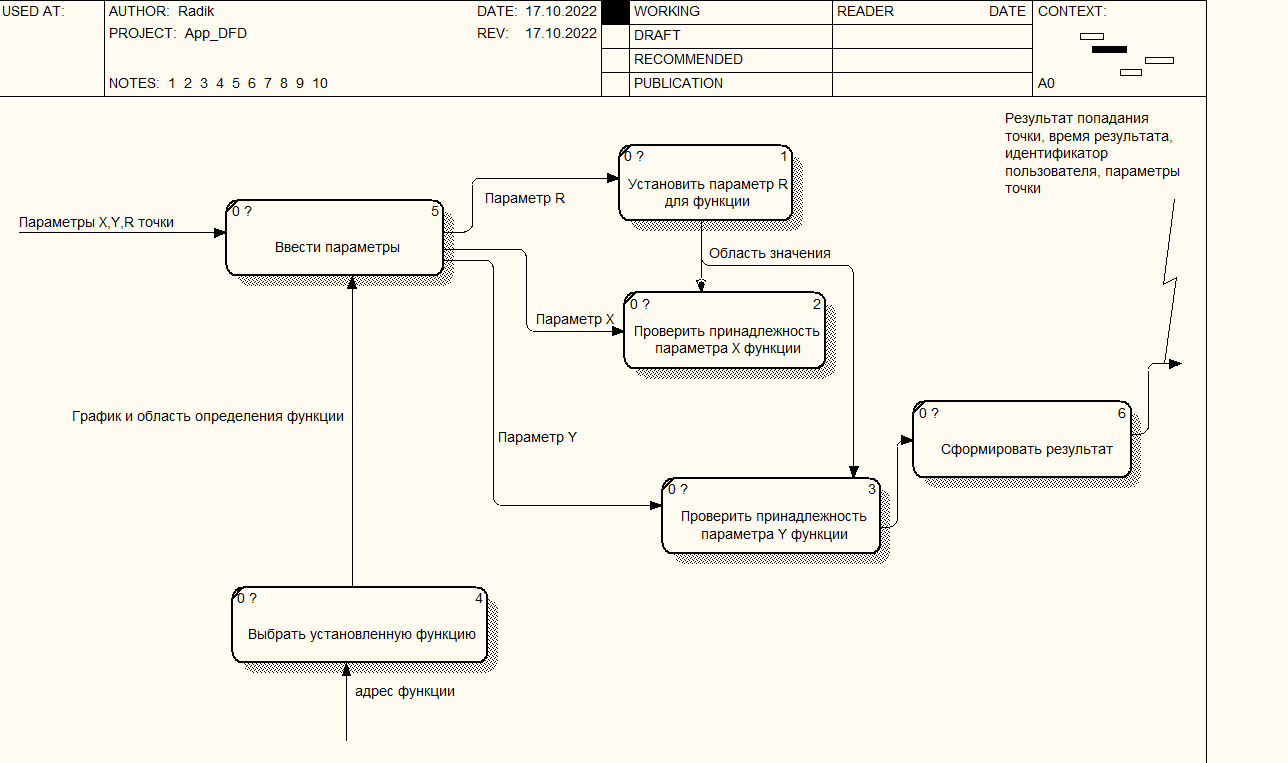 USED AT:
AUTHOR: Radik
DATE: 17.10.2022
PROJECT: App_DFD
REV: 17.10.2022
NOTES: 1 2 3 4 5 6 7 8 9 10
WORKING
DRAFT
RECOMMENDED
PUBLICATION
READER
DATE
CONTEXT:
A0
Результат попадания
точки, время результата,
идентификатор
пользователя, параметры
точки
0 ?
1
Установить параметр R
для функции
Параметр R
Параметры X,Y,R точки
0 ?
5
Ввести параметры
Область значения
0 ?
2
Проверить принадлежность
параметра X функции
Параметр X
График и область определения функции
Параметр Y
0 ?
6
Сформировать результат
0 ?
3
Проверить принадлежность
параметра Y функции
0 ?
4
Выбрать установленную функцию
адрес функции